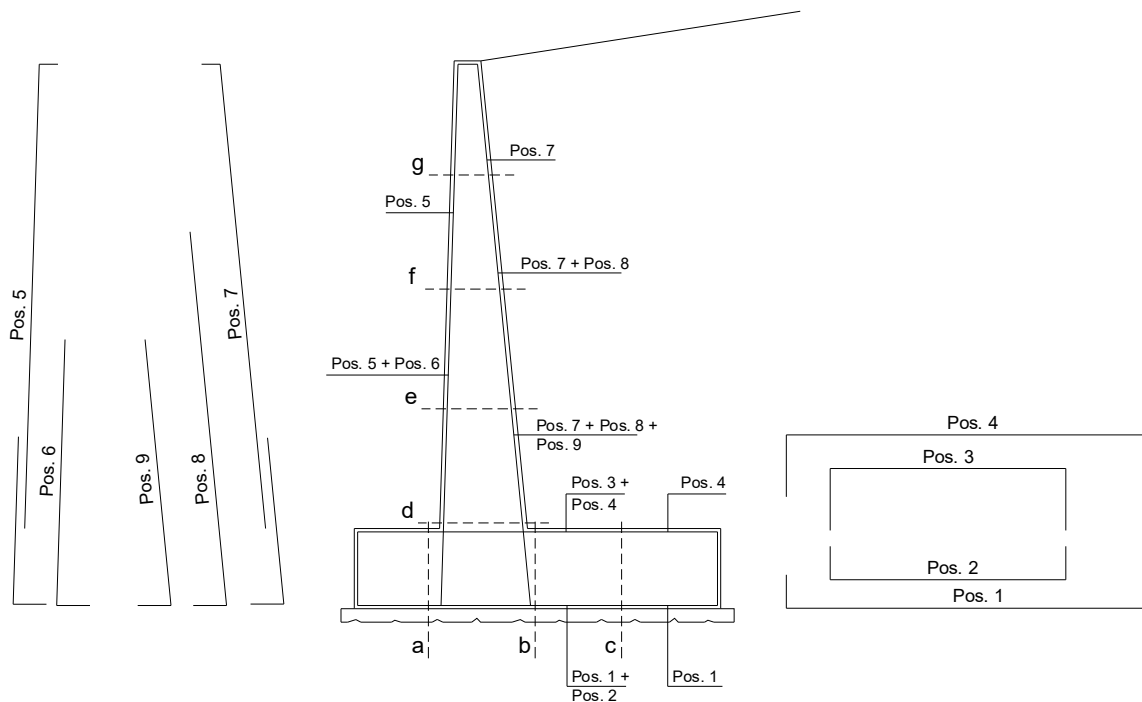 g
Pos. 7
Pos. 5
f
Pos. 7 + Pos. 8
Pos. 5
Pos. 7
Pos. 5 + Pos. 6
e
Pos. 7 + Pos. 8 +
Pos. 9
Pos. 6
Pos. 9
Pos. 8
Pos. 4
Pos. 3
Pos. 3 +
Pos. 4
Pos. 4
d
Pos. 2
Pos. 1
a
b
c
Pos. 1 +
Pos. 2
Pos. 1